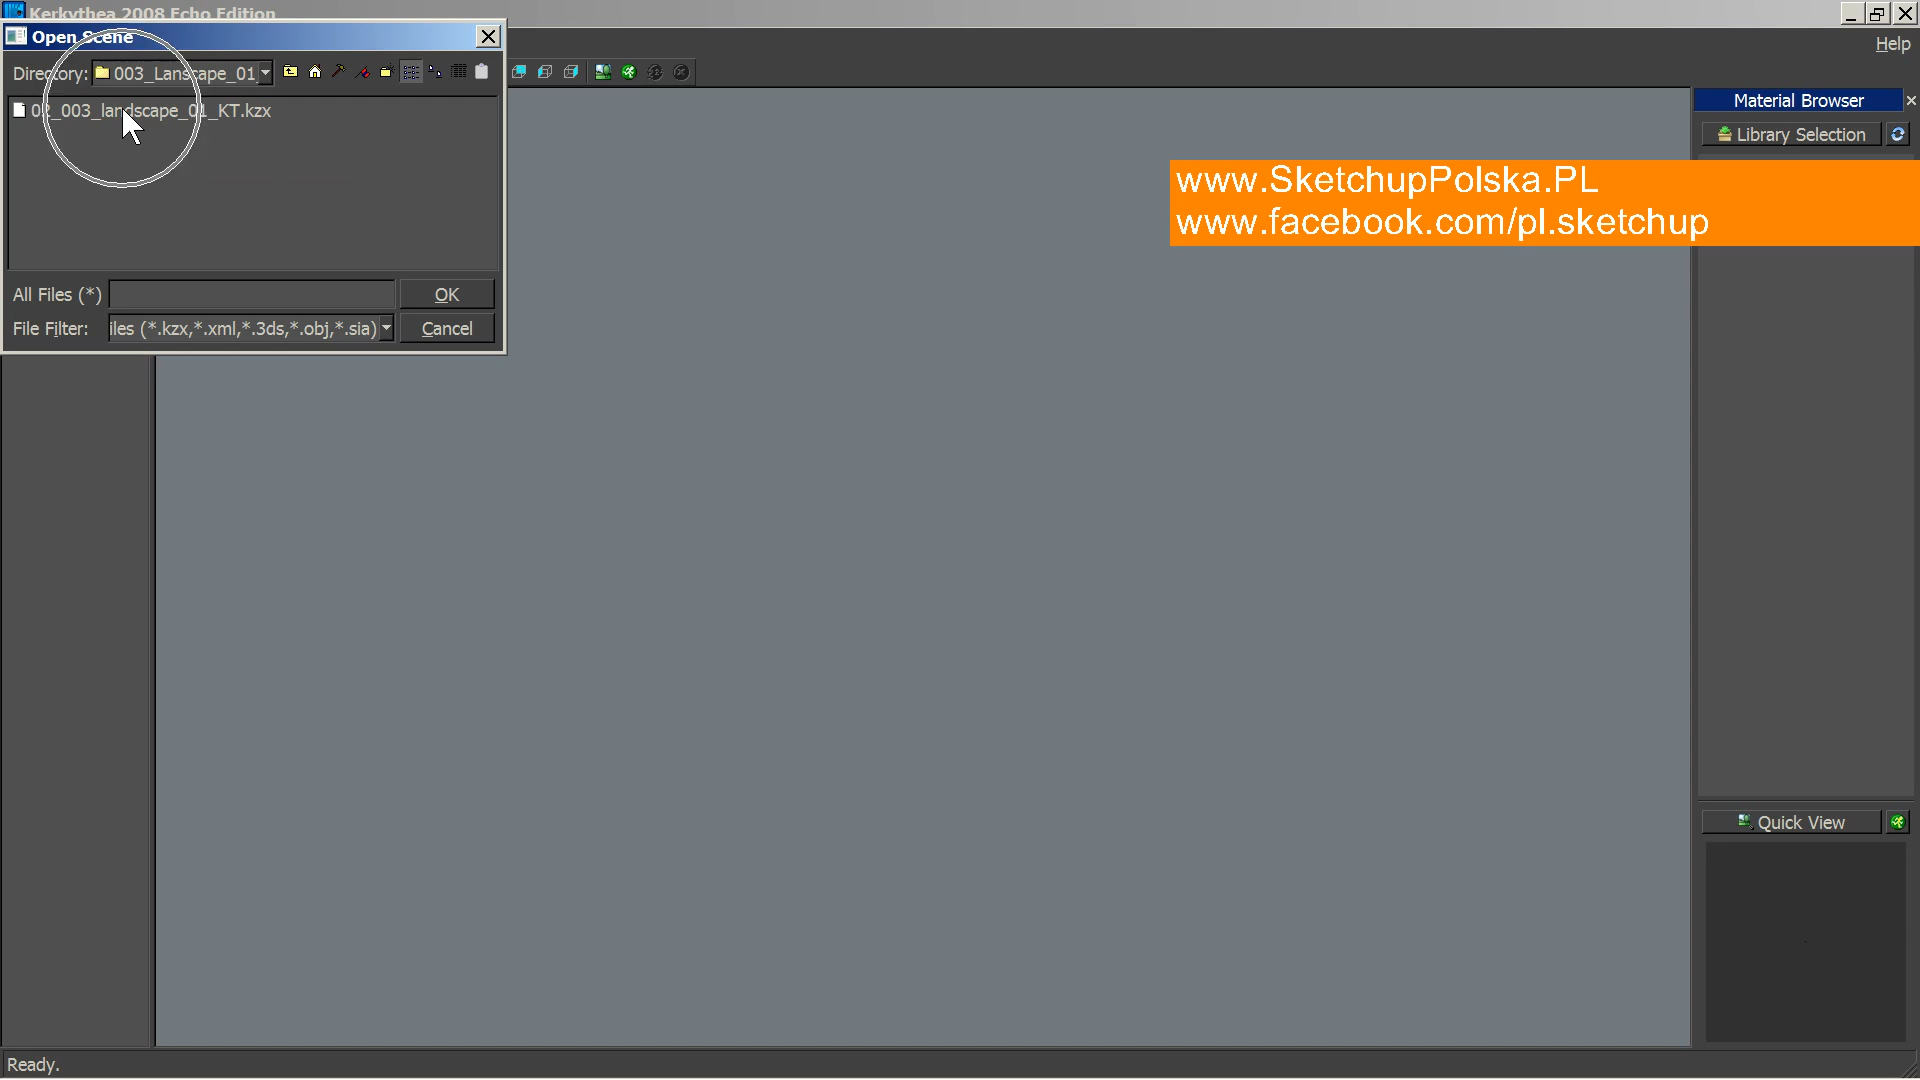 Kerkythea 2008 Echo Edition
Open Scene
Help
Directory: 003_Lanscape_01
02_003_landscape_01_KT.kzx
Material Browser
Library Selection
www.SketchupPolska.PL
www.facebook.com/pl.sketchup
All Files (*)
OK
File Filter: iles (*.kzx,*.xml,*.3ds,*.obj,*.sia)
Cancel
Quick View
Ready.